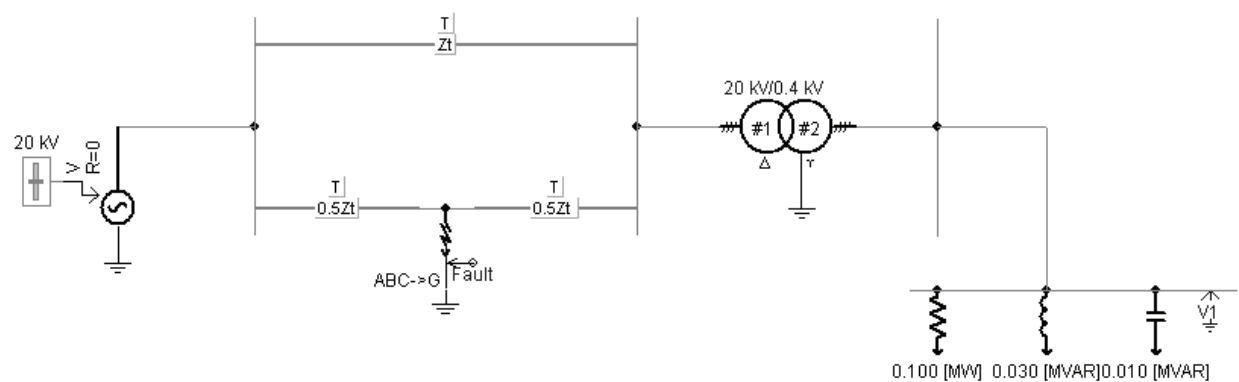 T
Zt
20 kV/0.4 kV
#1
#2
Δ
Y
20 kV
V
R=0
T
0.5Zt
T
0.5Zt
ABC->G
Fault
V1
0.100 [MW]
0.030 [MVAR]
0.010 [MVAR]